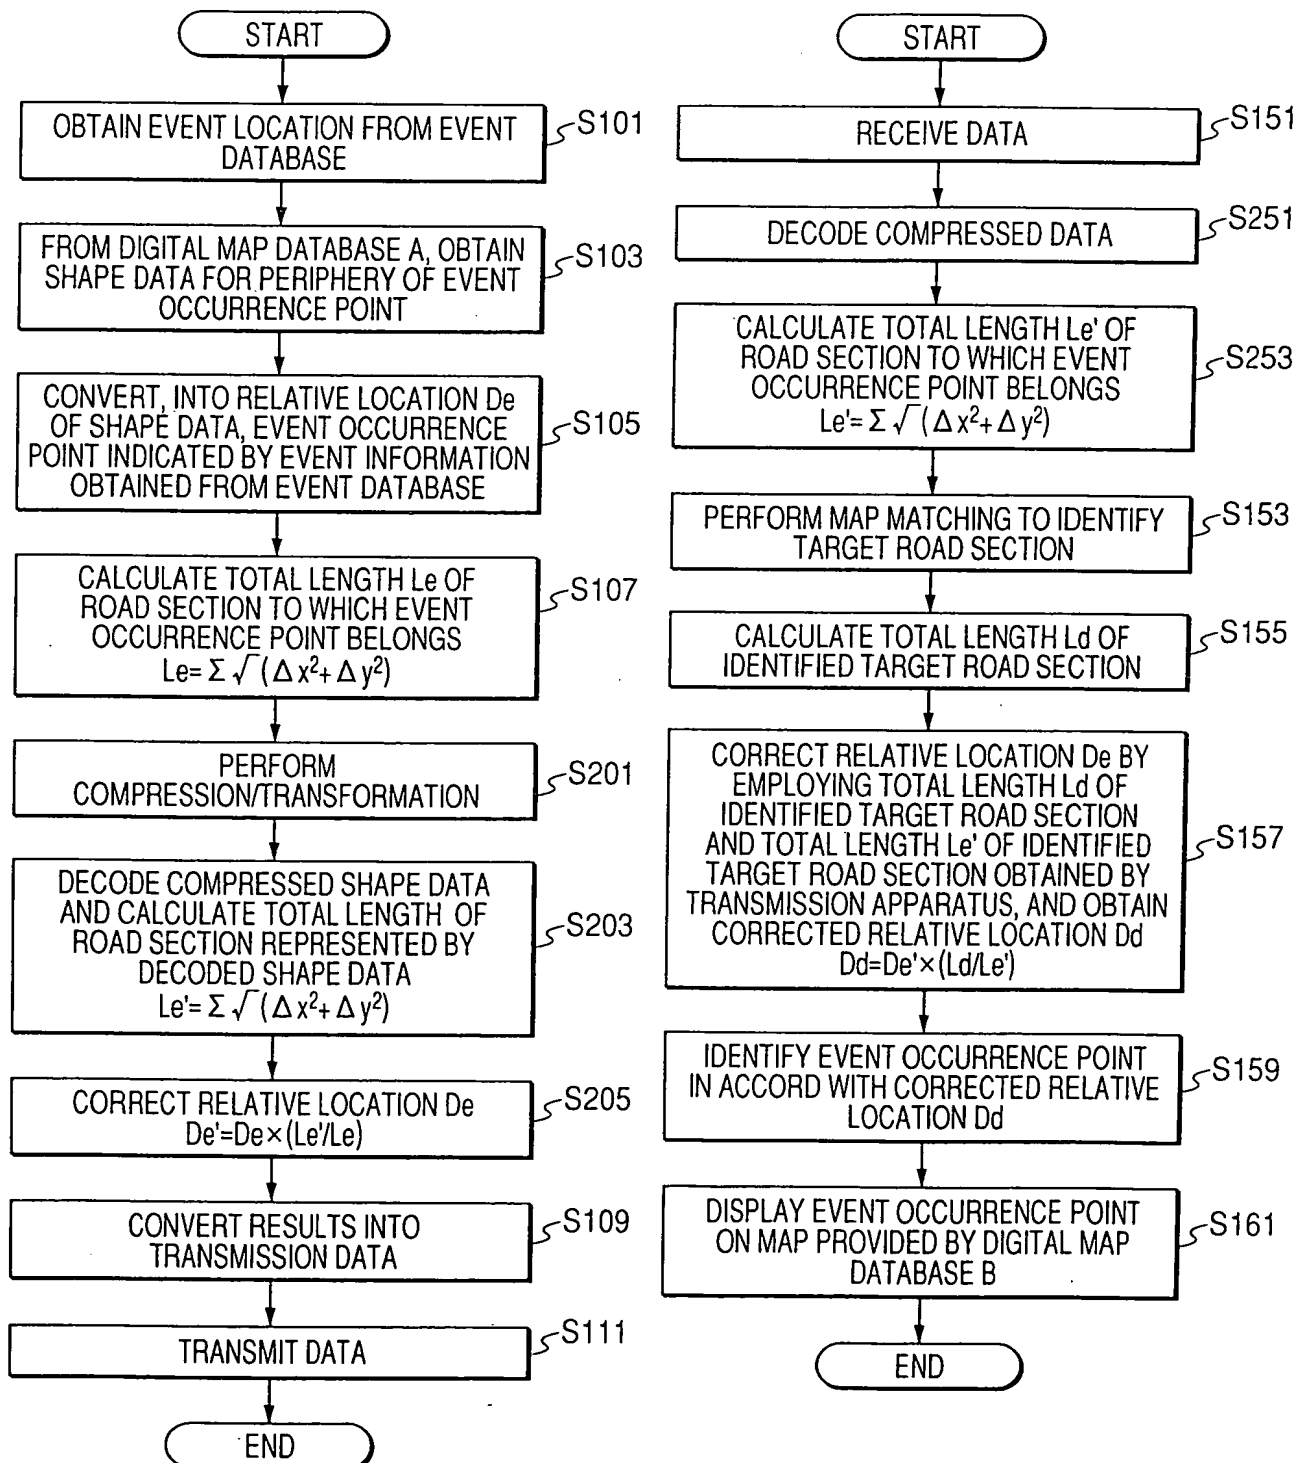 START
OBTAIN EVENT LOCATION FROM EVENT
DATABASE
S101
FROM DIGITAL MAP DATABASE A, OBTAIN
SHAPE DATA FOR PERIPHERY OF EVENT
OCCURRENCE POINT
S103
CONVERT, INTO RELATIVE LOCATION De
OF SHAPE DATA, EVENT OCCURRENCE
POINT INDICATED BY EVENT INFORMATION
OBTAINED FROM EVENT DATABASE
S105
CALCULATE TOTAL LENGTH Le OF
ROAD SECTION TO WHICH EVENT
OCCURRENCE POINT BELONGS
Le= Σ √ (Δx²+Δy²)
S107
PERFORM
COMPRESSION/TRANSFORMATION
S201
DECODE COMPRESSED SHAPE DATA
AND CALCULATE TOTAL LENGTH OF
ROAD SECTION REPRESENTED BY
DECODED SHAPE DATA
Le'= Σ √ (Δx²+Δy²)
S203
CORRECT RELATIVE LOCATION De
De'=De×(Le'/Le)
S205
CONVERT RESULTS INTO
TRANSMISSION DATA
S109
TRANSMIT DATA
S111
END
START
RECEIVE DATA
S151
DECODE COMPRESSED DATA
S251
CALCULATE TOTAL LENGTH Le' OF
ROAD SECTION TO WHICH EVENT
OCCURRENCE POINT BELONGS
Le'= Σ √ (Δx²+Δy²)
S253
PERFORM MAP MATCHING TO IDENTIFY
TARGET ROAD SECTION
S153
CALCULATE TOTAL LENGTH Ld OF
IDENTIFIED TARGET ROAD SECTION
S155
CORRECT RELATIVE LOCATION De BY
EMPLOYING TOTAL LENGTH Ld OF
IDENTIFIED TARGET ROAD SECTION
AND TOTAL LENGTH Le' OF IDENTIFIED
TARGET ROAD SECTION OBTAINED BY
TRANSMISSION APPARATUS, AND OBTAIN
CORRECTED RELATIVE LOCATION Dd
Dd=De'×(Ld/Le')
S157
IDENTIFY EVENT OCCURRENCE POINT
IN ACCORD WITH CORRECTED RELATIVE
LOCATION Dd
S159
DISPLAY EVENT OCCURRENCE POINT
ON MAP PROVIDED BY DIGITAL MAP
DATABASE B
S161
END